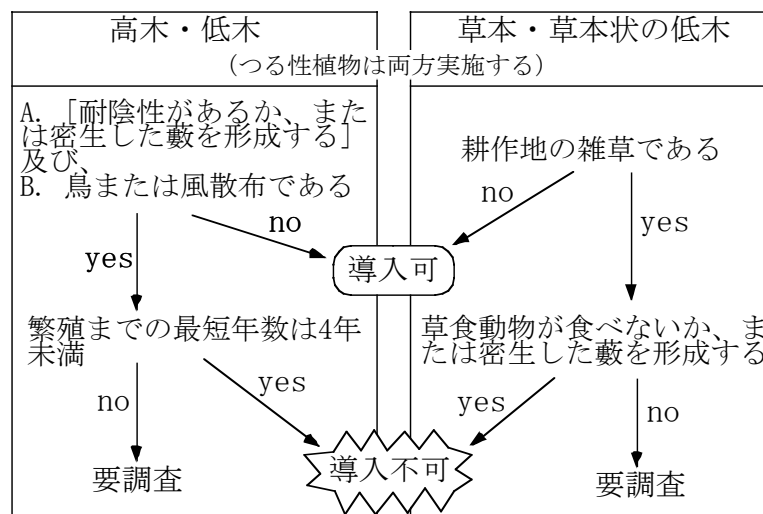 高木・低木
草本・草本状の低木
(つる性植物は両方実施する)
A. [耐陰性があるか、また
は密生した藪を形成する]
及び、
B. 鳥または風散布である
耕作地の雑草である
no
no
yes
yes
導入可
繁殖までの最短年数は4年
未満
草食動物が食べないか、ま
たは密生した藪を形成する
yes
yes
no
no
導入不可
要調査
要調査